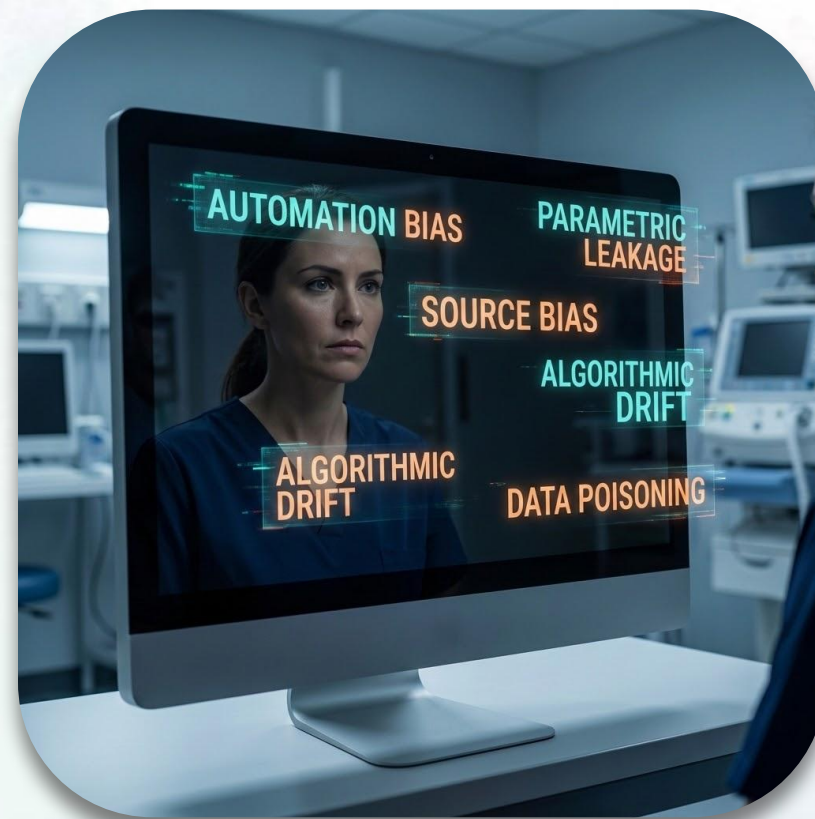 AUTOMATION BIAS
PARAMETRIC
LEAKAGE
SOURCE BIAS
ALGORITHMIC
DRIFT
ALGORITHMIC
DRIFT
DATA POISONING